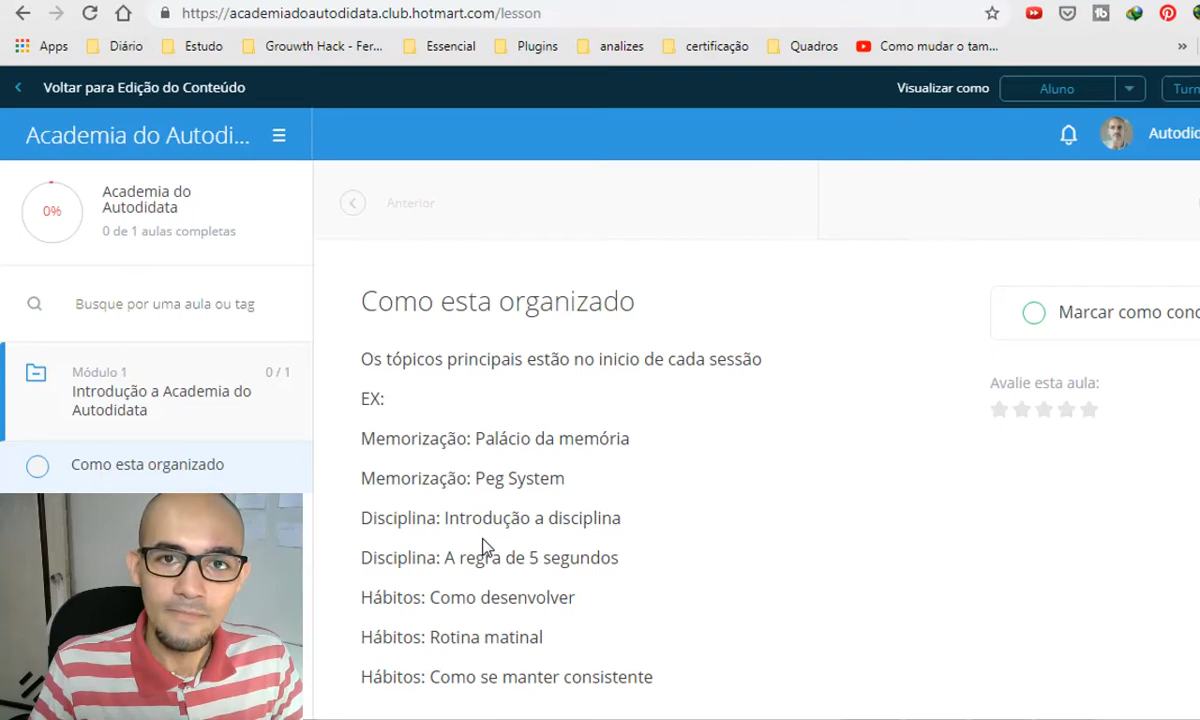 https://academiadoautodidata.club.hotmart.com/lesson
Apps Diário Estudo Grouwth Hack - Fer... Essencial Plugins analizes certificação Quadros Como mudar o tam... »
Voltar para Edição do Conteúdo Visualizar como Aluno Turn
Academia do Autodi... Autodid
0% Academia do
Autodidata
0 de 1 aulas completas
Anterior
Busque por uma aula ou tag
Módulo 1 0 / 1
Introdução a Academia do
Autodidata
Como esta organizado
Como esta organizado
Os tópicos principais estão no inicio de cada sessão
EX:
Memorização: Palácio da memória
Memorização: Peg System
Disciplina: Introdução a disciplina
Disciplina: A regra de 5 segundos
Hábitos: Como desenvolver
Hábitos: Rotina matinal
Hábitos: Como se manter consistente
Marcar como conc
Avalie esta aula: